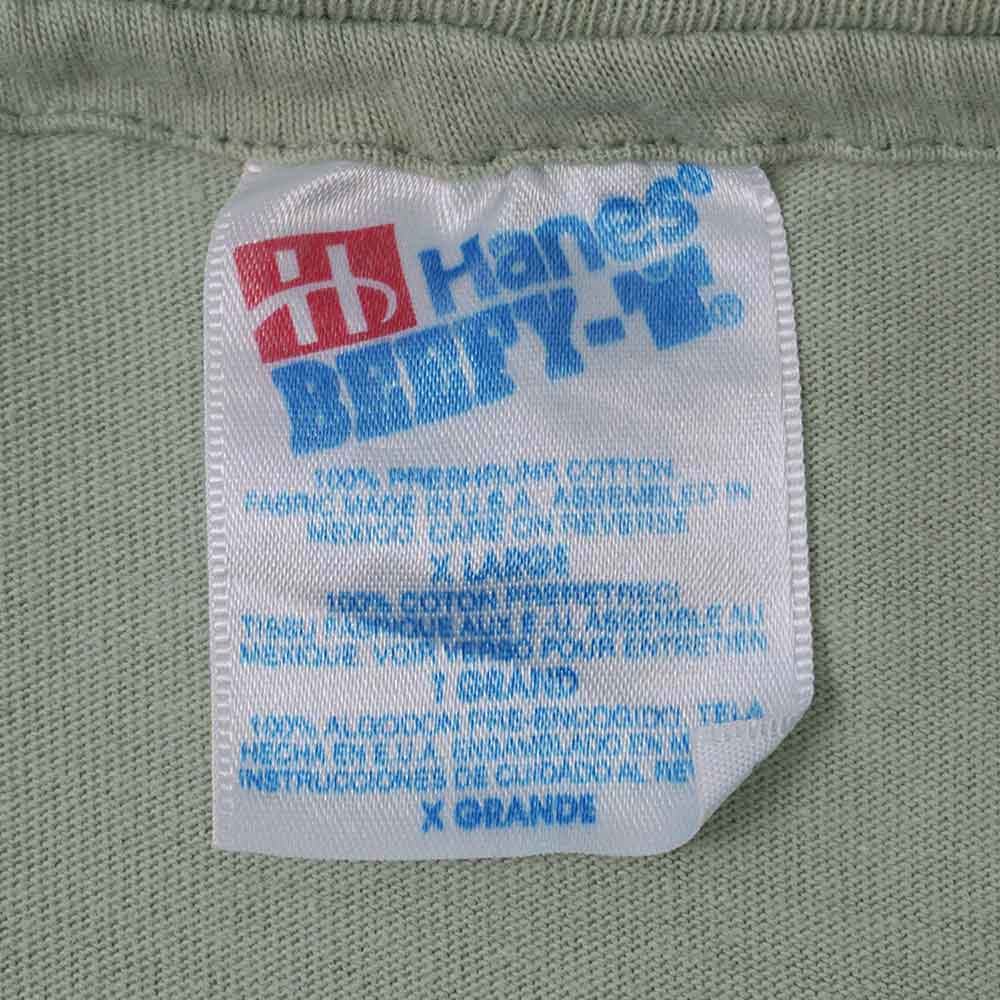 Hanes®
BEEFY-T®
100% PRESHRUNK COTTON
FABRIC MADE IN U.S.A. ASSEMBLED IN
MEXICO CARE ON REVERSE
X LARGE
100% COTON PRERETRECI
TISSU FABRIQUE AUX É.-U. ASSEMBLE AU
MEXIQUE VOIR VERSO POUR ENTRETIEN
T GRAND
100% ALGODON PRE-ENCOGIDO. TELA
HECHA EN E.U.A. ENSAMBLADO EN M
INSTRUCCIONES DE CUIDADO AL RE
X GRANDE